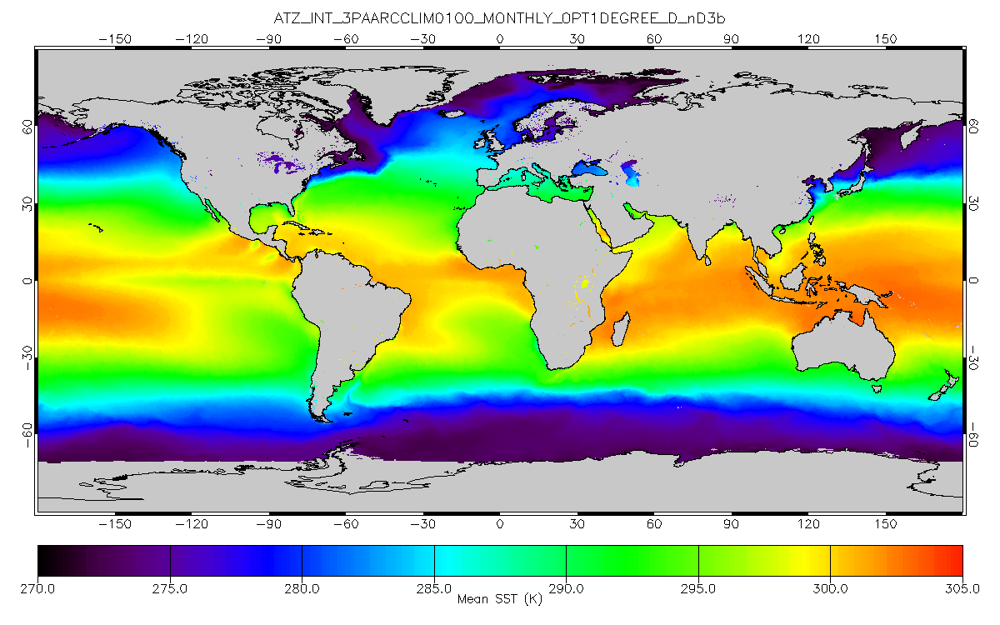 ATZ_INT_3PAARCCLIM0100_MONTHLY_0PT1DEGREE_D_nD3b
-150 -120 -90 -60 -30 0 30 60 90 120 150
60 60
30 30
0 0
-30 -30
-60 -60
-150 -120 -90 -60 -30 0 30 60 90 120 150
270.0 275.0 280.0 285.0 290.0 295.0 300.0 305.0
Mean SST (K)